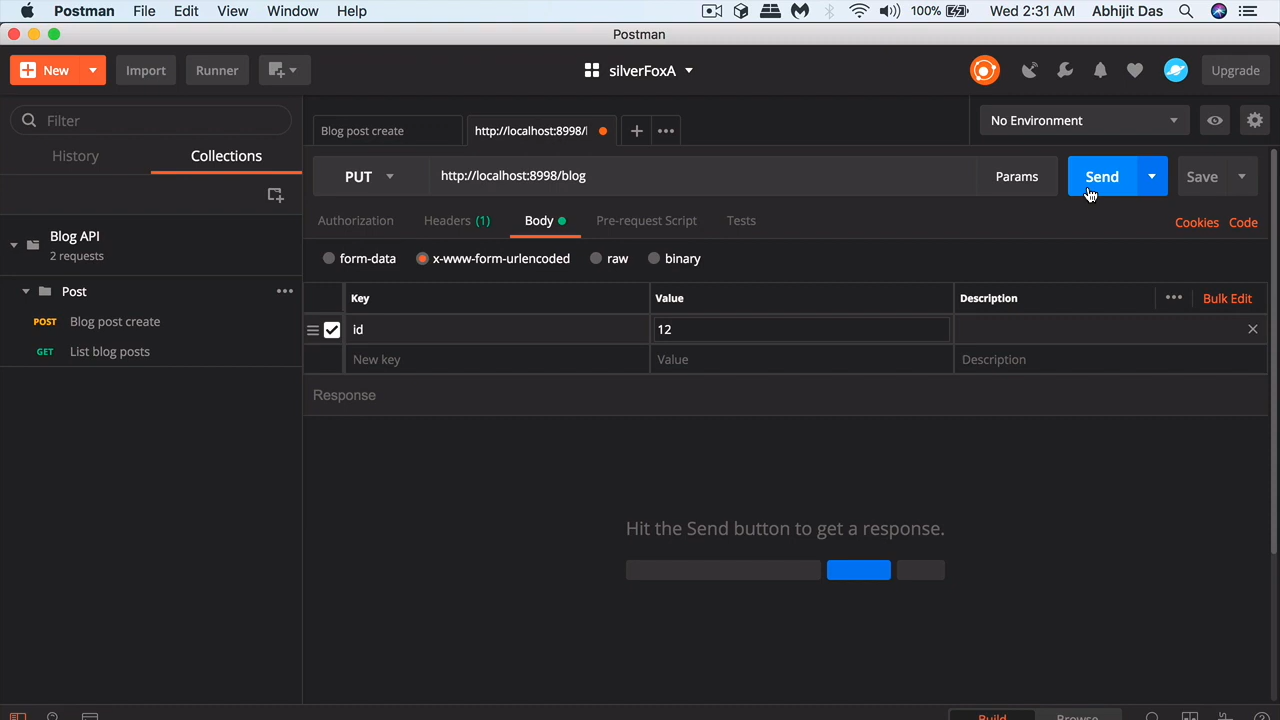 Postman File Edit View Window Help 100% Wed 2:31 AM Abhijit Das
Postman
New Import Runner silverFoxA Upgrade
Filter
History Collections
Blog API
2 requests
Post
POST Blog post create
GET List blog posts
Blog post create http://localhost:8998/l
No Environment
PUT http://localhost:8998/blog Params Send Save
Authorization Headers (1) Body Pre-request Script Tests Cookies Code
form-data x-www-form-urlencoded raw binary
Key Value Description Bulk Edit
id 12
New key Value Description
Response
Hit the Send button to get a response.
Build Browse